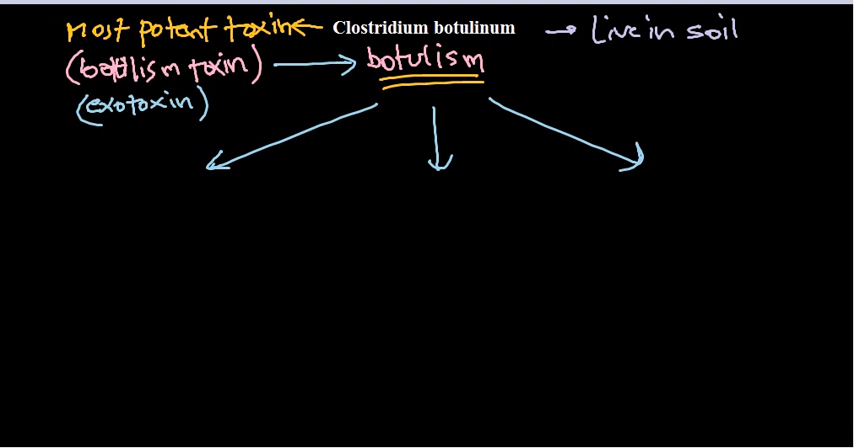 Most potent toxin ← Clostridium botulinum → Live in soil
(botulism toxin) → botulism
(exotoxin)